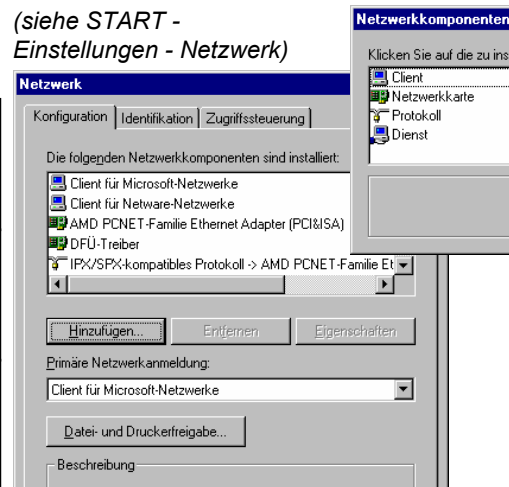 (siehe START -
Einstellungen - Netzwerk)
Netzwerkkomponenten
Klicken Sie auf die zu ins
Client
Netzwerkkarte
Protokoll
Dienst
Netzwerk
Konfiguration Identifikation Zugriffssteuerung
Die folgenden Netzwerkkomponenten sind installiert:
Client für Microsoft-Netzwerke
Client für Netware-Netzwerke
AMD PCNET-Familie Ethernet Adapter (PCI&ISA)
DFÜ-Treiber
IPX/SPX-kompatibles Protokoll -> AMD PCNET-Familie Et
Hinzufügen... Entfernen Eigenschaften
Primäre Netzwerkanmeldung:
Client für Microsoft-Netzwerke
Datei- und Druckerfreigabe...
Beschreibung